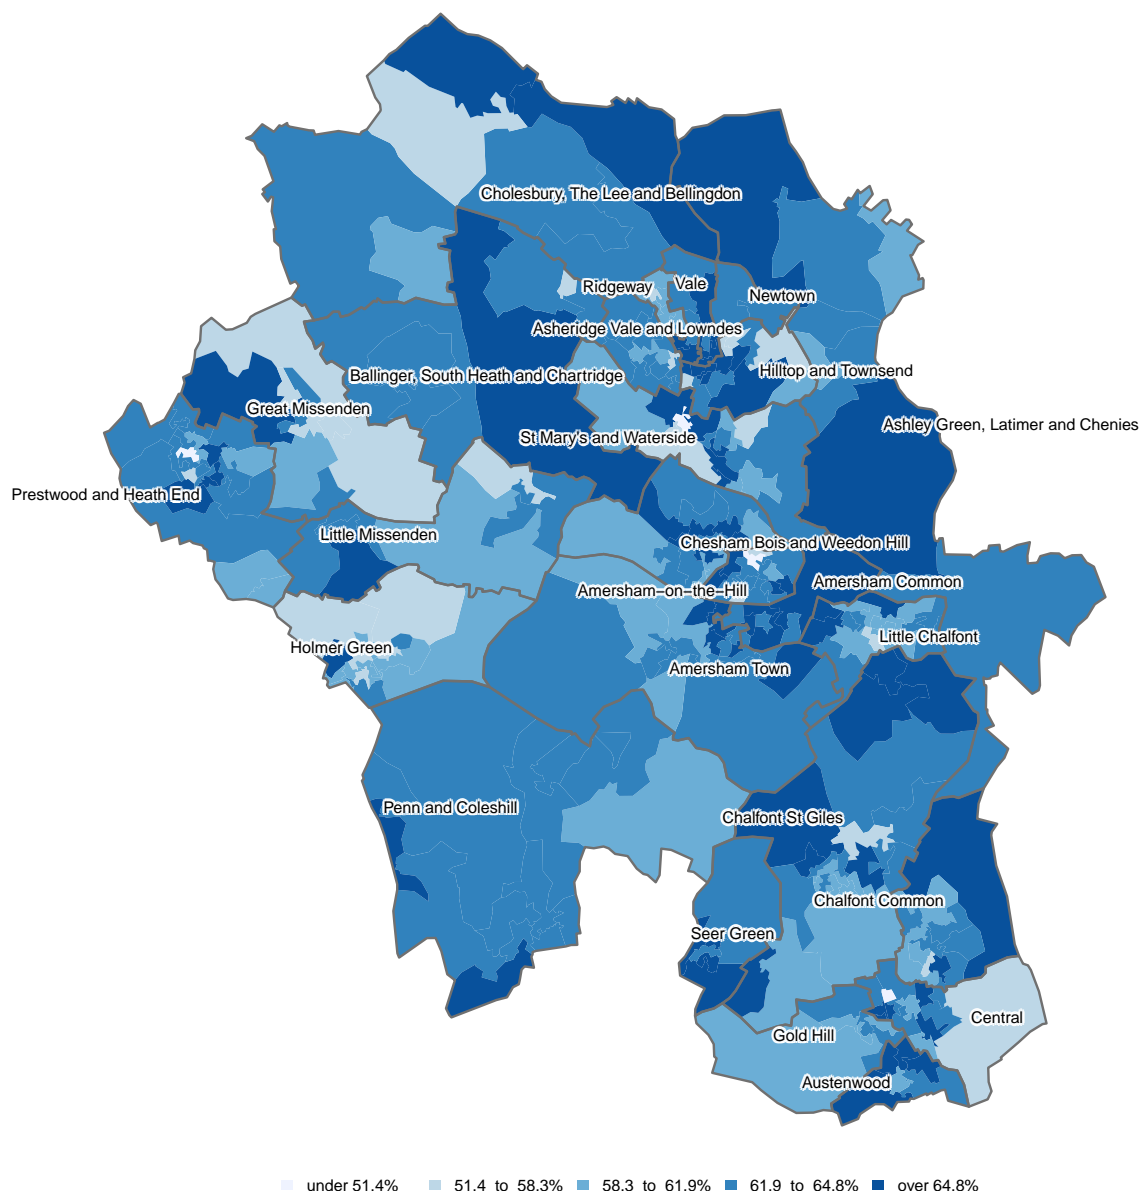 Cholesbury, The Lee and Bellingdon
Ridgeway
Vale
Newtown
Asheridge Vale and Lowndes
Hilltop and Townsend
Ballinger, South Heath and Chartridge
Great Missenden
Ashley Green, Latimer and Chenies
St Mary's and Waterside
Prestwood and Heath End
Little Missenden
Chesham Bois and Weedon Hill
Amersham Common
Amersham−on−the−Hill
Little Chalfont
Holmer Green
Amersham Town
Penn and Coleshill
Chalfont St Giles
Chalfont Common
Seer Green
Central
Gold Hill
Austenwood
under 51.4% 51.4 to 58.3% 58.3 to 61.9% 61.9 to 64.8% over 64.8%